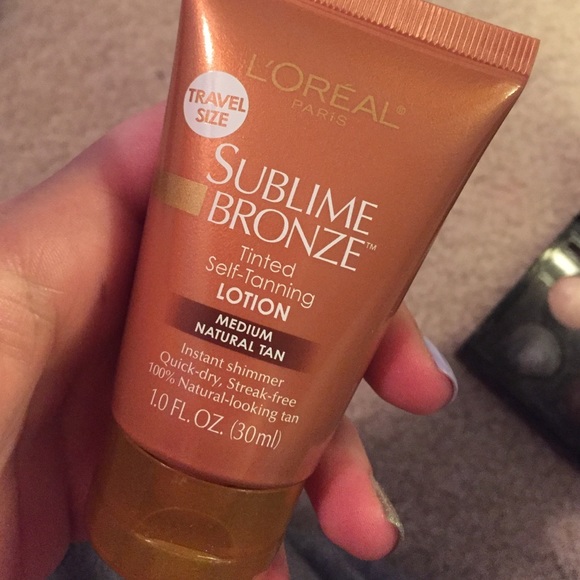 L'ORÉAL®
PARIS
TRAVEL
SIZE
SUBLIME
BRONZE™
Tinted
Self-Tanning
LOTION
MEDIUM
NATURAL TAN
Instant shimmer
Quick-dry, Streak-free
100% Natural-looking tan
1.0 FL. OZ. (30ml)